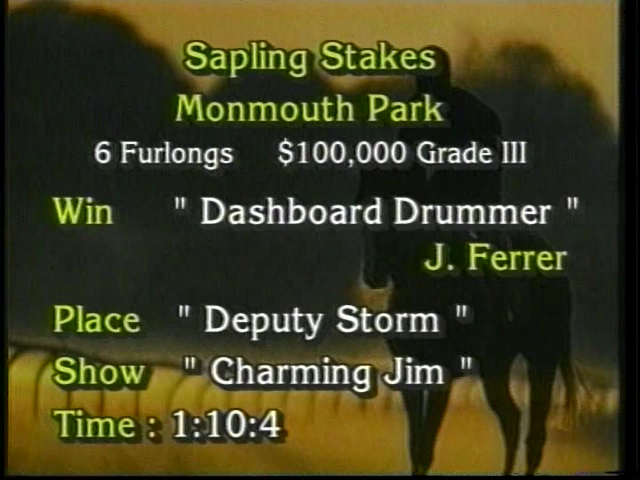 Sapling Stakes
Monmouth Park
6 Furlongs $100,000 Grade III
Win " Dashboard Drummer "
J. Ferrer
Place " Deputy Storm "
Show " Charming Jim "
Time : 1:10:4